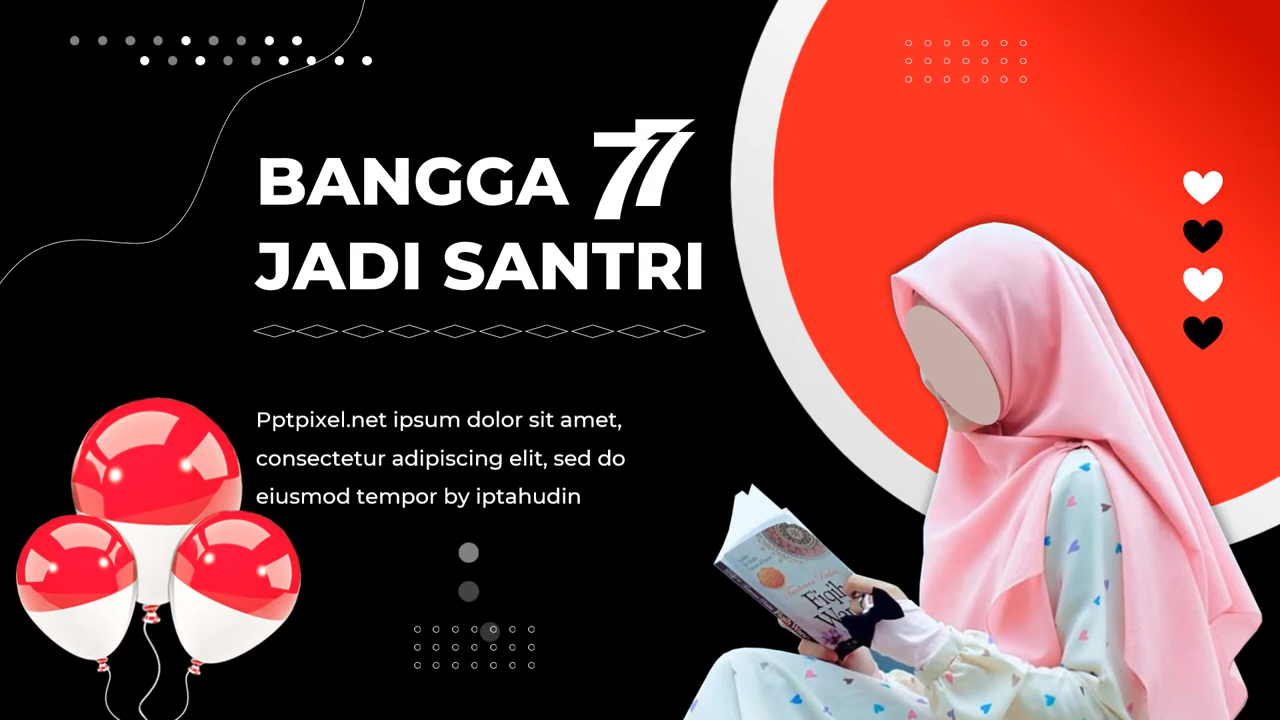 BANGGA 77
JADI SANTRI
Pptpixel.net ipsum dolor sit amet,
consectetur adipiscing elit, sed do
eiusmod tempor by iptahudin
Fiqih